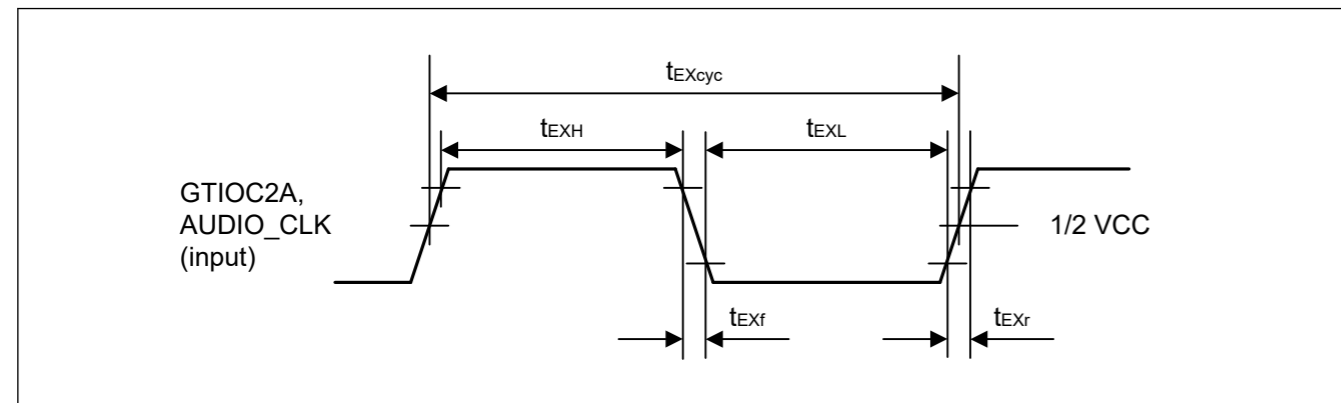 tEXcyc
tEXH
tEXL
GTIOC2A,
AUDIO_CLK
(input)
1/2 VCC
tEXf
tEXr